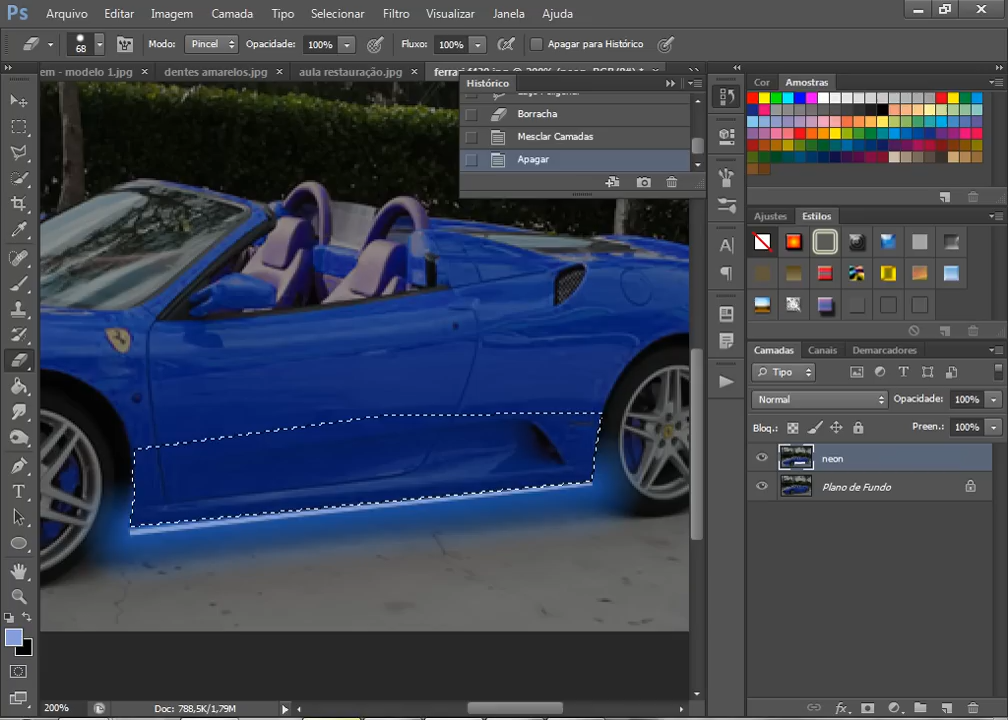 Ps Arquivo Editar Imagem Camada Tipo Selecionar Filtro Visualizar Janela Ajuda
68 Modo: Pincel Opacidade: 100% Fluxo: 100% Apagar para Histórico
em - modelo 1.jpg × dentes amarelos.jpg × aula restauração.jpg ×
Histórico
Borracha
Mesclar Camadas
Apagar
Cor Amostras
Ajustes Estilos
Camadas Canais Demarcadores
Tipo
Normal Opacidade: 100%
Bloq.: Preen.: 100%
neon
Plano de Fundo
200% Doc: 788,5K/1,79M